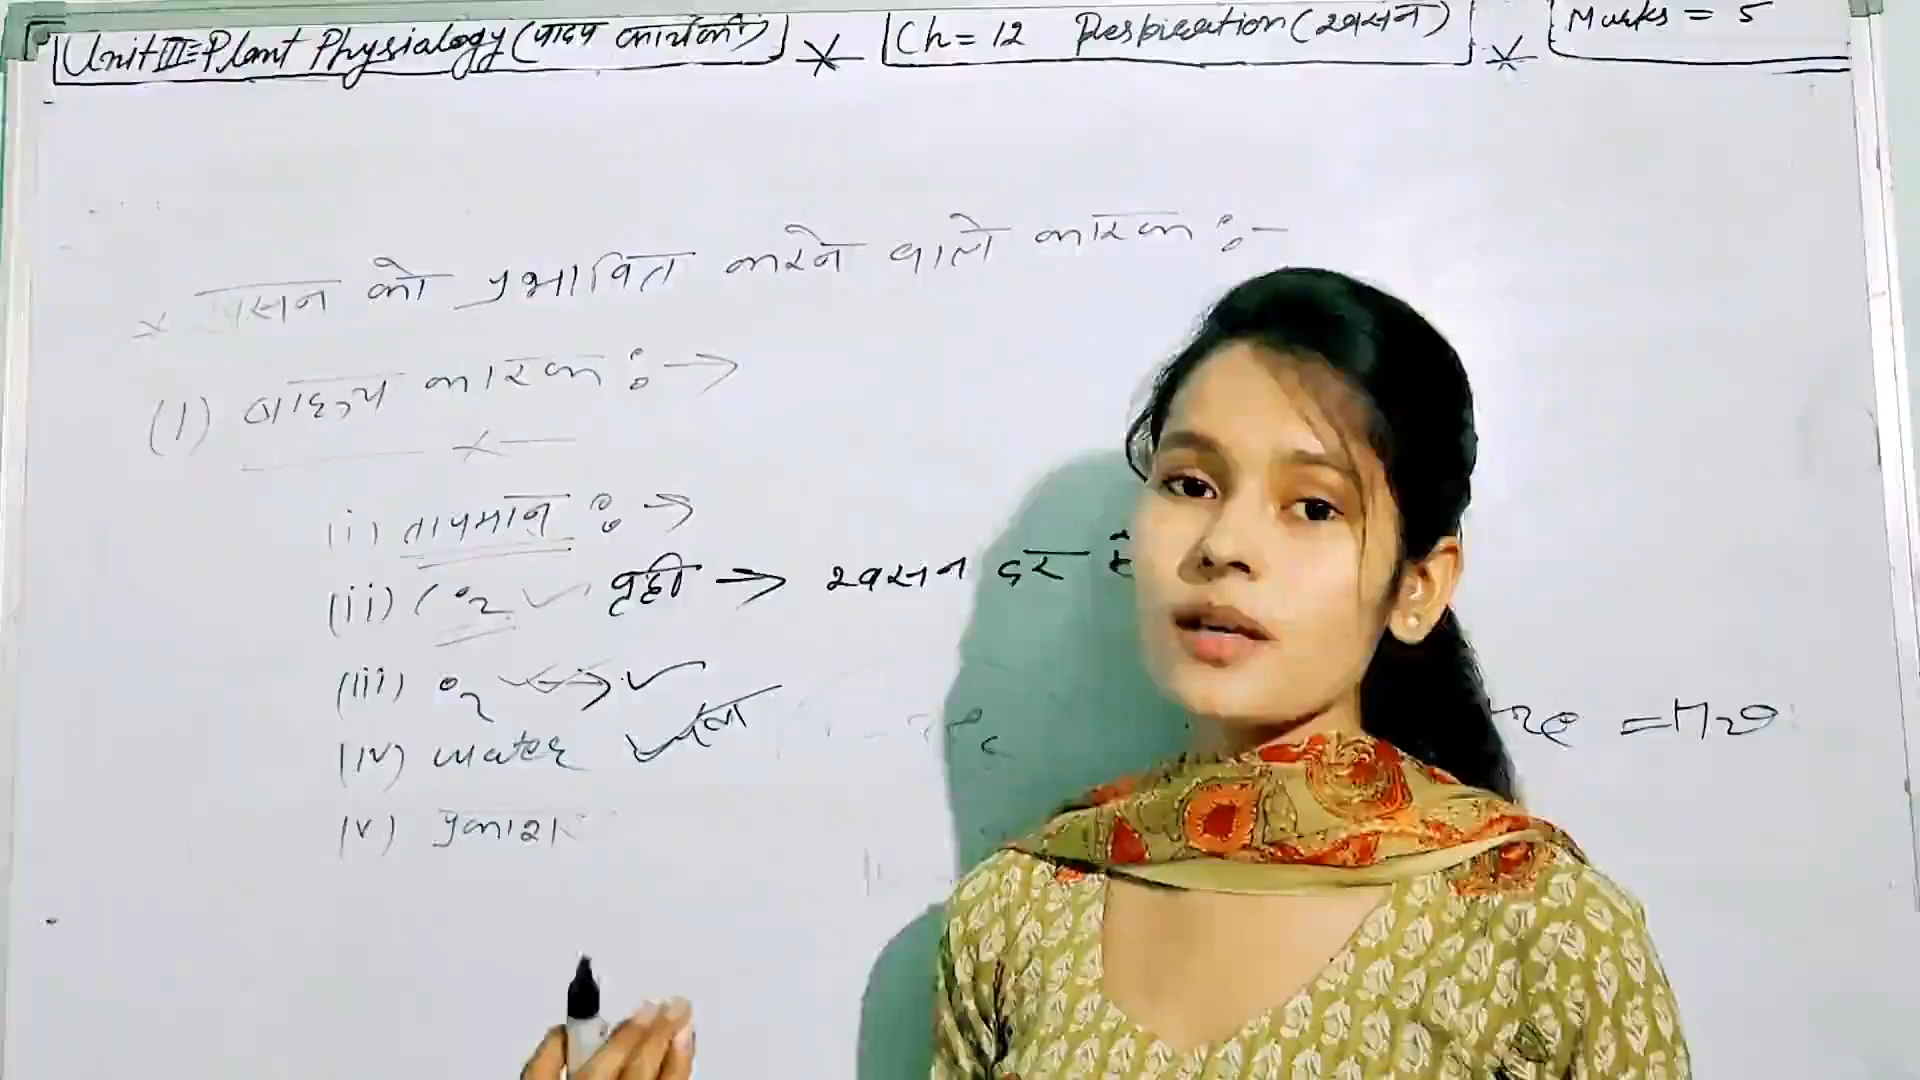 Unit III = Plant Physialogy (पादप कार्यिकी) * Ch = 12 Respiration (श्वसन) * Marks = 5
* श्वसन को प्रभावित करने वाले कारक :-
(1) बाह्य कारक :→
(i) तापमान :→
(ii) CO2 ✓ वृद्धी → श्वसन दर
(iii) O2
(iv) water = H2O
(v) प्रकाश